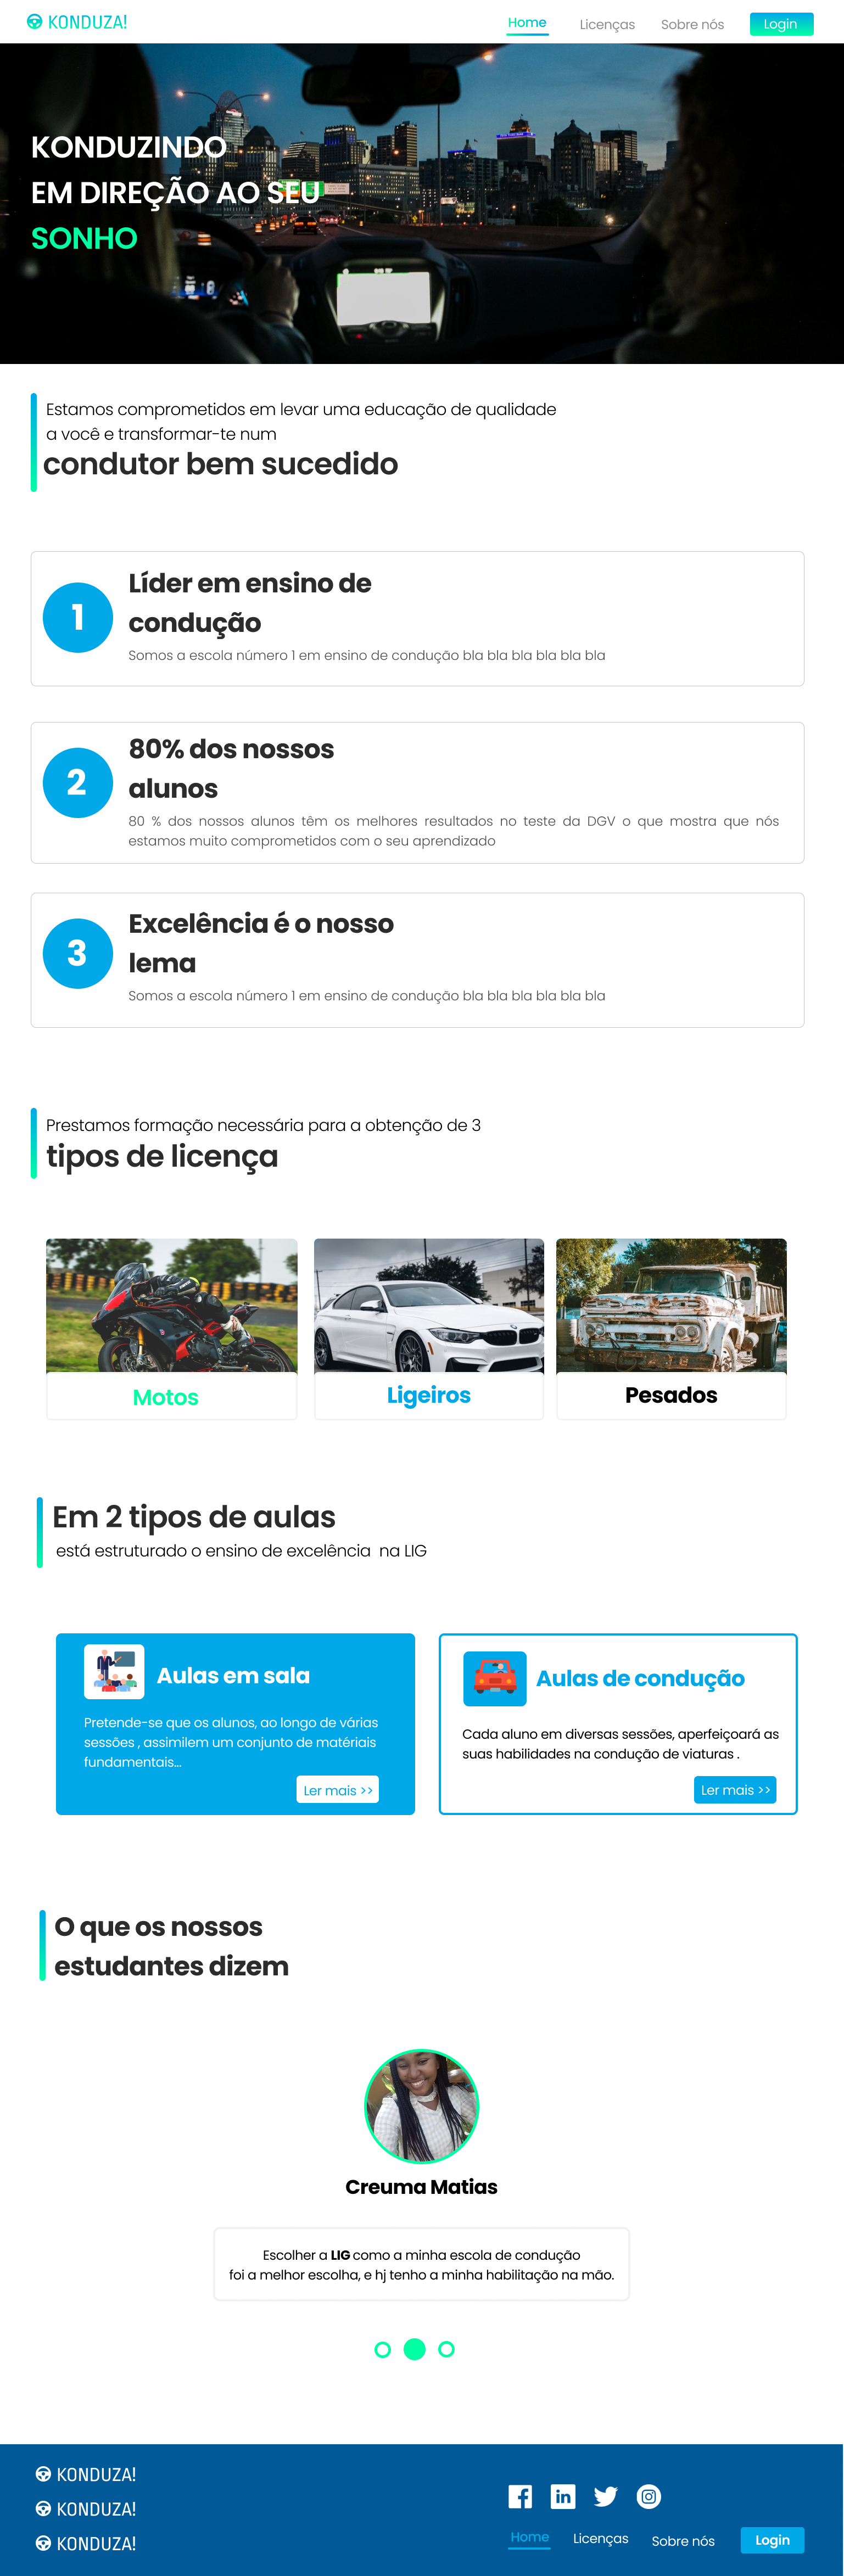 KONDUZA!
Home
Licenças
Sobre nós
Login
KONDUZINDO
EM DIREÇÃO AO SEU
SONHO
Estamos comprometidos em levar uma educação de qualidade
a você e transformar-te num
condutor bem sucedido
1
Líder em ensino de
condução
Somos a escola número 1 em ensino de condução bla bla bla bla bla bla
2
80% dos nossos
alunos
80 % dos nossos alunos têm os melhores resultados no teste da DGV o que mostra que nós
estamos muito comprometidos com o seu aprendizado
3
Excelência é o nosso
lema
Somos a escola número 1 em ensino de condução bla bla bla bla bla bla
Prestamos formação necessária para a obtenção de 3
tipos de licença
Motos
Ligeiros
Pesados
Em 2 tipos de aulas
está estruturado o ensino de excelência na LIG
Aulas em sala
Pretende-se que os alunos, ao longo de várias
sessões , assimilem um conjunto de matériais
fundamentais...
Ler mais >>
Aulas de condução
Cada aluno em diversas sessões, aperfeiçoará as
suas habilidades na condução de viaturas .
Ler mais >>
O que os nossos
estudantes dizem
Creuma Matias
Escolher a LIG como a minha escola de condução
foi a melhor escolha, e hj tenho a minha habilitação na mão.
KONDUZA!
KONDUZA!
KONDUZA!
Home
Licenças
Sobre nós
Login